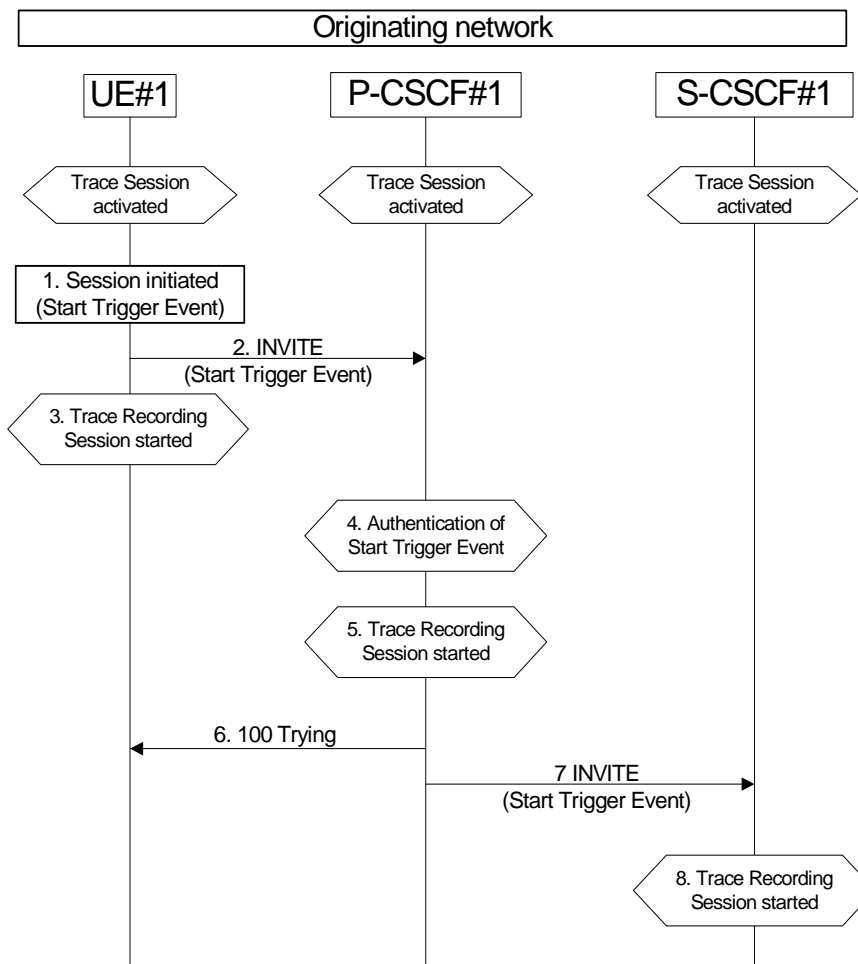 Originating network
UE#1
P-CSCF#1
S-CSCF#1
Trace Session
activated
Trace Session
activated
Trace Session
activated
1. Session initiated
(Start Trigger Event)
2. INVITE
(Start Trigger Event)
3. Trace Recording
Session started
4. Authentication of
Start Trigger Event
5. Trace Recording
Session started
6. 100 Trying
7 INVITE
(Start Trigger Event)
8. Trace Recording
Session started